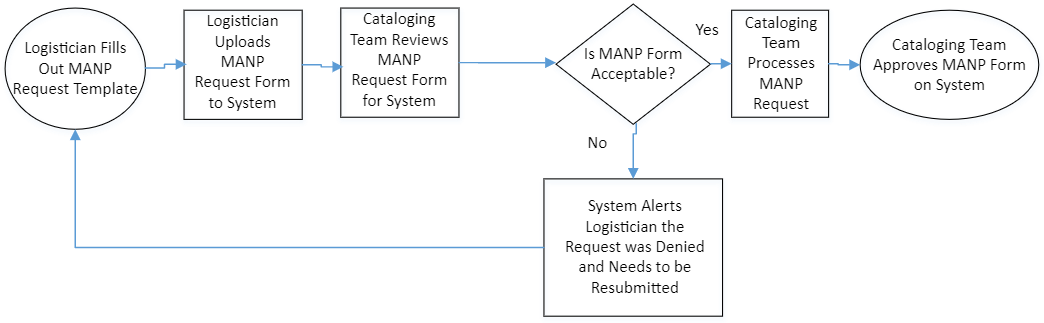 Logistician Fills
Out MANP
Request Template
Logistician
Uploads
MANP
Request Form
to System
Cataloging
Team Reviews
MANP
Request Form
for System
Is MANP Form
Acceptable?
Yes
Cataloging
Team
Processes
MANP
Request
Cataloging Team
Approves MANP Form
on System
No
System Alerts
Logistician the
Request was Denied
and Needs to be
Resubmitted